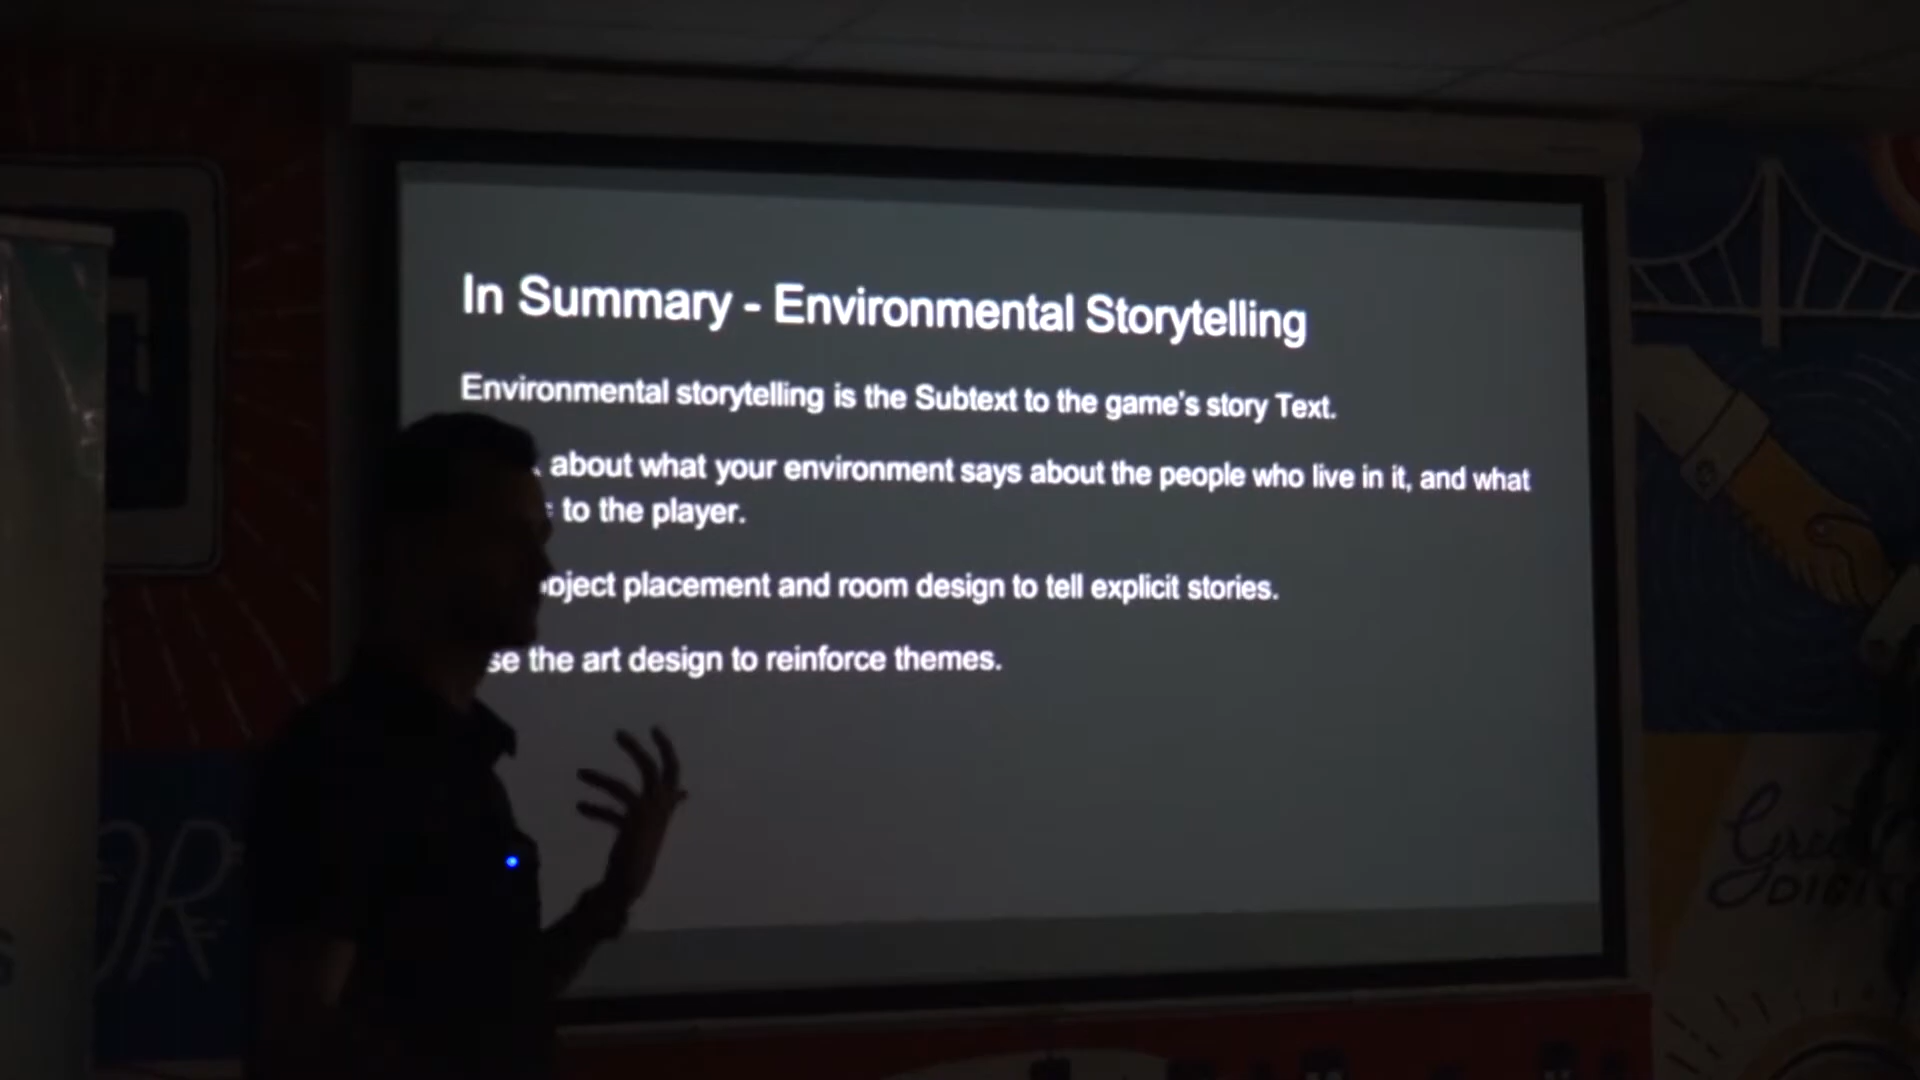 In Summary - Environmental Storytelling
Environmental storytelling is the Subtext to the game's story Text.
about what your environment says about the people who live in it, and what
to the player.
placement and room design to tell explicit stories.
the art design to reinforce themes.